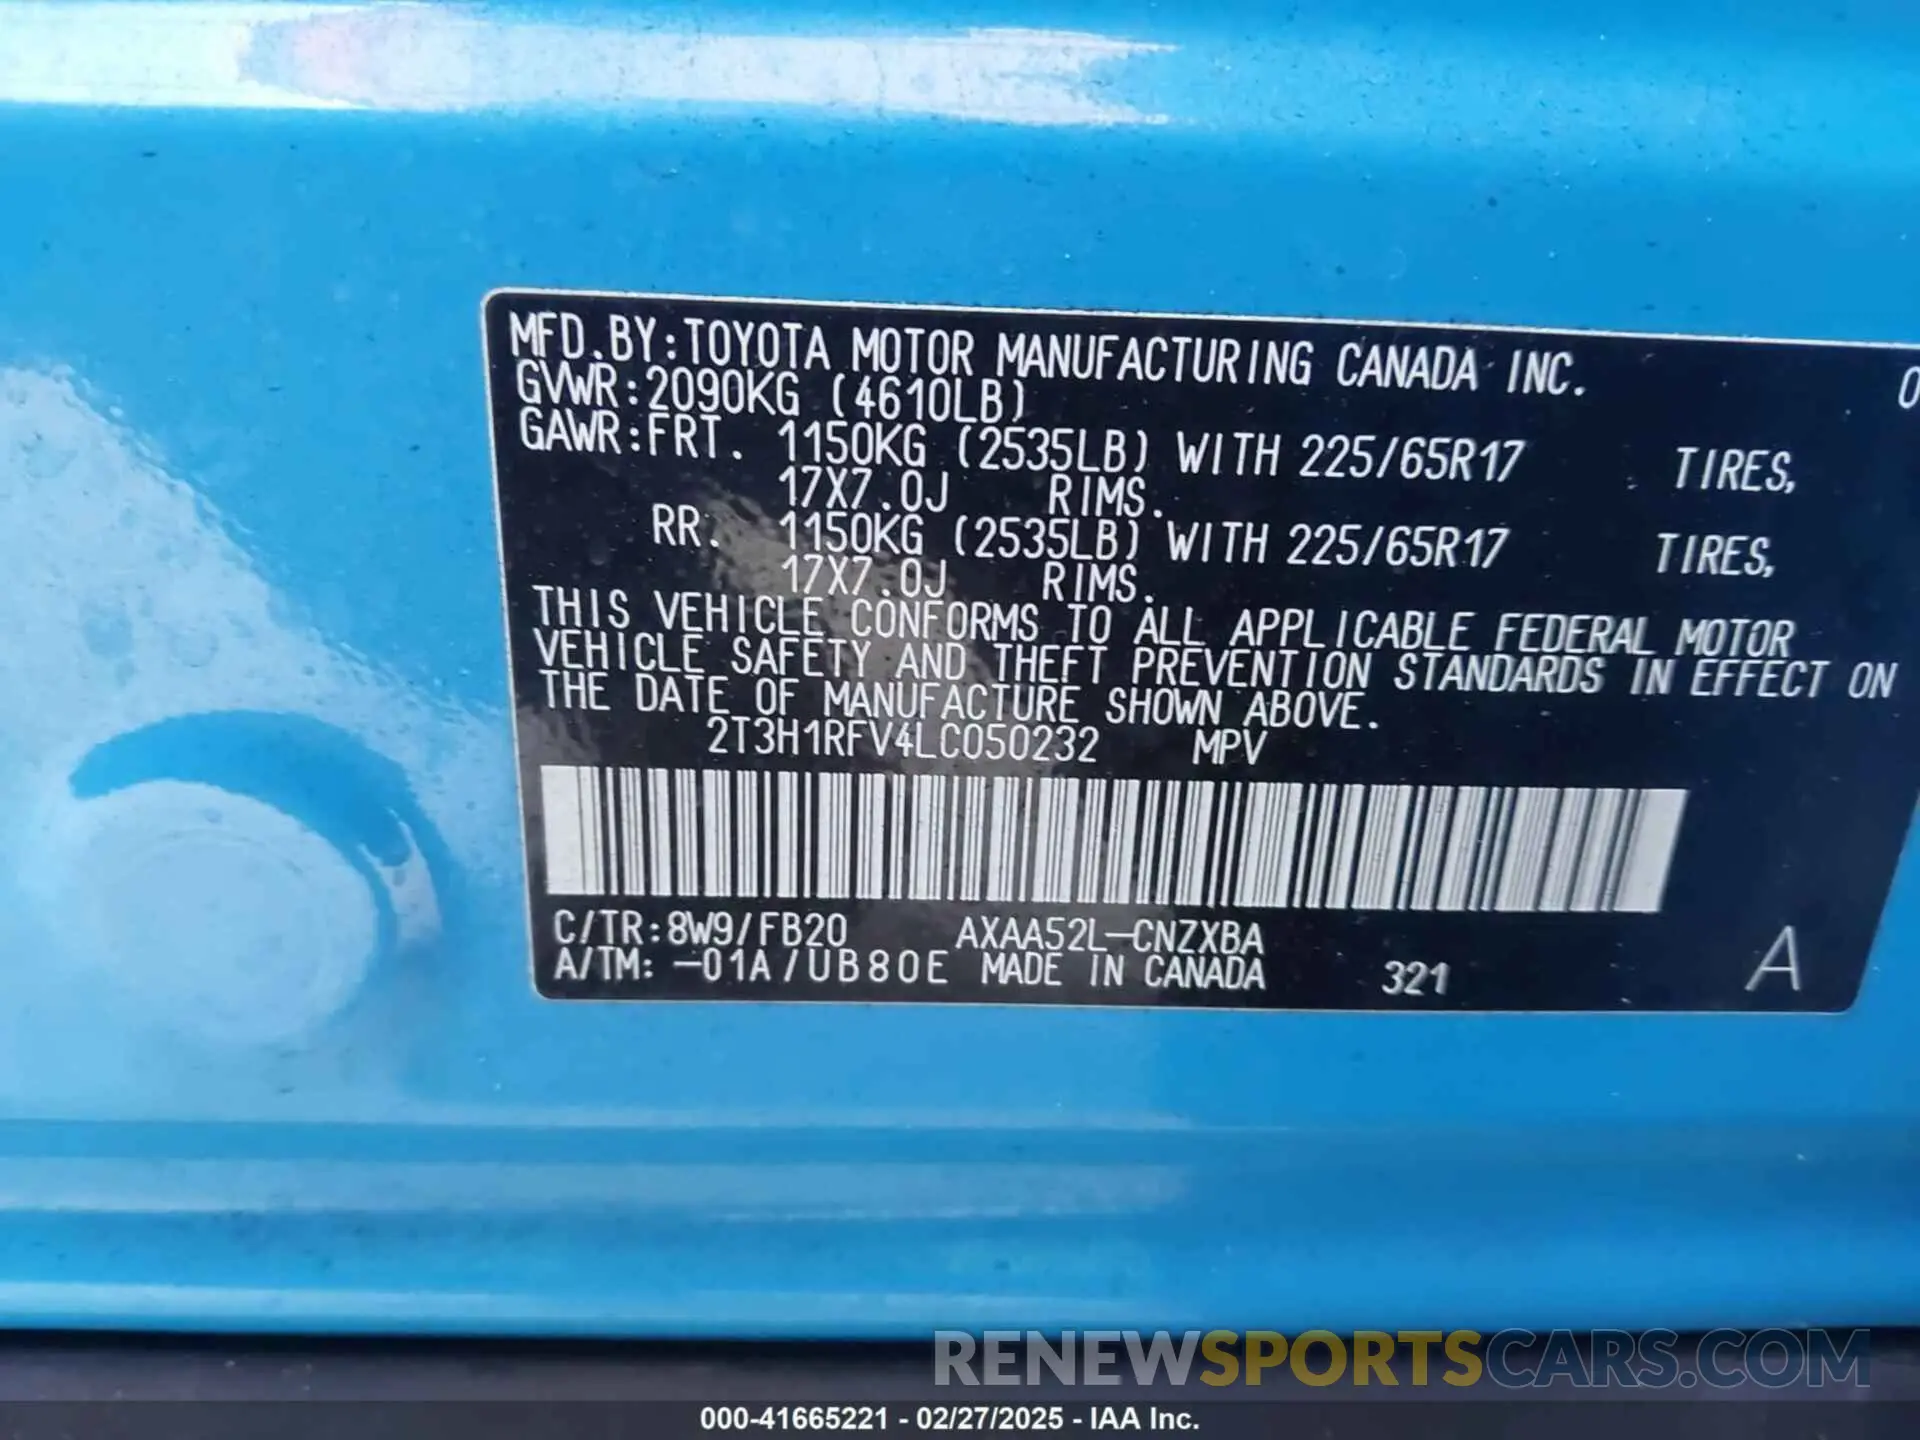 MFD.BY:TOYOTA MOTOR MANUFACTURING CANADA INC. 0
GVWR:2090KG (4610LB)
GAWR:FRT. 1150KG (2535LB) WITH 225/65R17 TIRES,
17X7.0J RIMS.
RR. 1150KG (2535LB) WITH 225/65R17 TIRES,
17X7.0J RIMS.
THIS VEHICLE CONFORMS TO ALL APPLICABLE FEDERAL MOTOR
VEHICLE SAFETY AND THEFT PREVENTION STANDARDS IN EFFECT ON
THE DATE OF MANUFACTURE SHOWN ABOVE.
2T3H1RFV4LC050232 MPV
C/TR:8W9/FB20 AXAA52L-CNZXBA
A/TM:-01A/UB80E MADE IN CANADA 321 A
RENEWSPORTSCARS.COM
000-41665221 - 02/27/2025 - IAA Inc.